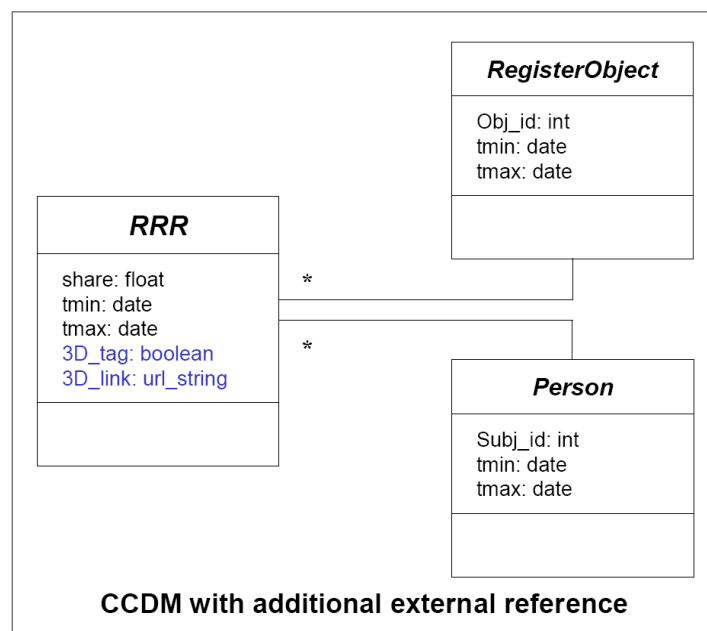 RegisterObject
Obj_id: int
tmin: date
tmax: date
RRR
share: float
tmin: date
tmax: date
3D_tag: boolean
3D_link: url_string
*
*
Person
Subj_id: int
tmin: date
tmax: date
CCDM with additional external reference